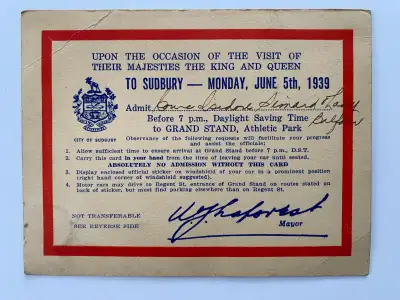 UPON THE OCCASION OF THE VISIT OF
THEIR MAJESTIES THE KING AND QUEEN
TO SUDBURY — MONDAY, JUNE 5th, 1939
Admit Isidore Simard
Before 7 p.m., Daylight Saving Time Balfour
to GRAND STAND, Athletic Park
CITY OF SUDBURY
Observancy of the following requests will facilitate your progress
and assist the officials;
1. Allow sufficient time to ensure arrival at Grand Stand before 7 p.m., D.S.T.
2. Carry this card in your hand from the time of leaving your car until seated.
ABSOLUTELY NO ADMISSION WITHOUT THIS CARD
3. Display enclosed official sticker on windshield of your car in a prominent position
(right hand corner of windshield suggested).
4. Motor cars may drive to Regent St. entrance of Grand Stand on route stated on
back of sticker, but must find parking elsewhere than on Regent St.
NOT TRANSFERABLE
SEE REVERSE SIDE
W. J. Laforest
Mayor